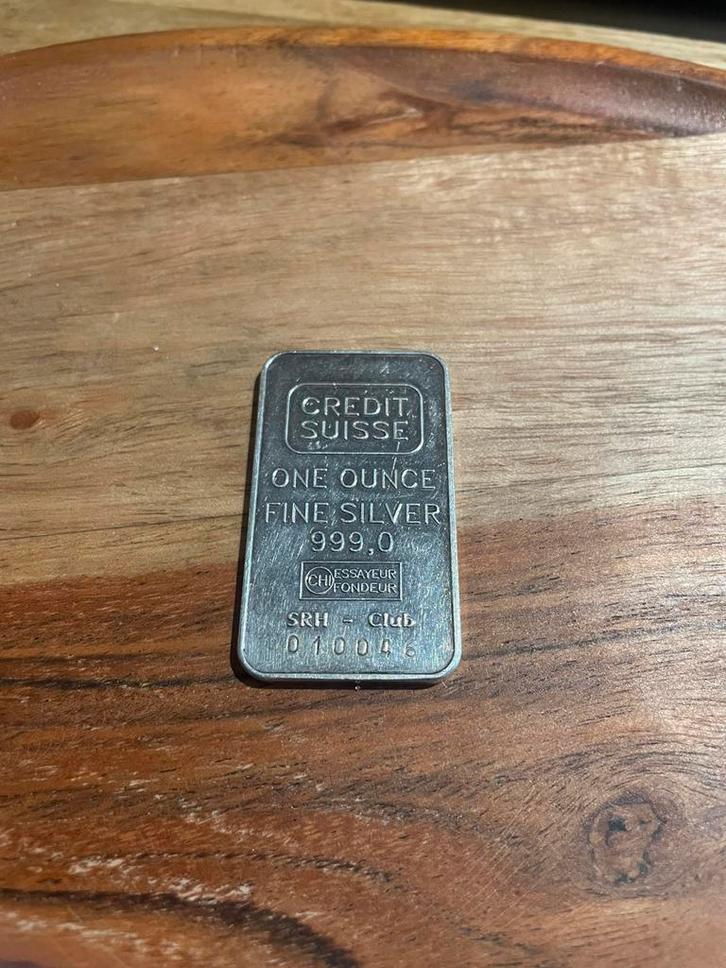 CREDIT
SUISSE
ONE OUNCE
FINE SILVER
999,0
CHI ESSAYEUR
FONDEUR
SRH - Club
010046